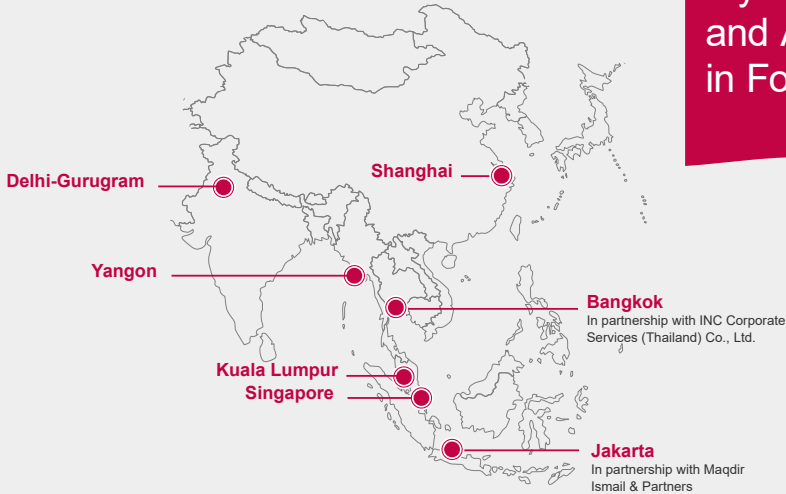 and
in
Shanghai
Delhi-Gurugram
Yangon
Bangkok
In partnership with INC Corporate
Services (Thailand) Co., Ltd.
Kuala Lumpur
Singapore
Jakarta
In partnership with Maqdir
Ismail & Partners